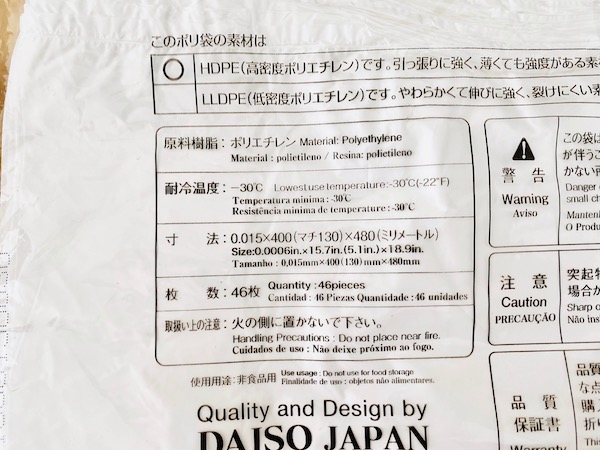 このポリ袋の素材は
○ HDPE(高密度ポリエチレン)です。引っ張りに強く、薄くても強度がある素
LLDPE(低密度ポリエチレン)です。やわらかくて伸びに強く、裂けにくい素
原料樹脂：ポリエチレン Material: Polyethylene
Material : polietileno / Resina: polietileno
耐冷温度：－30℃ Lowest use temperature:-30℃(-22°F)
Temperatura mínima : -30℃
Resistência mínima de temperature : -30℃
寸 法：0.015×400(マチ130)×480(ミリメートル)
Size:0.0006in.×15.7in.(5.1in.)×18.9in.
Tamanho : 0,015mm×400(130)mm×480mm
枚 数：46枚 Quantity : 46pieces
Cantidad : 46 Piezas Quantidade : 46 unidades
取扱い上の注意：火の側に置かないで下さい。
Handling Precautions : Do not place near fire.
Cuidados de uso : Não deixe próximo ao fogo.
使用用途：非食品用 Use usage : Do not use for food storage
Finalidade de uso : objetos não alimentares.
Quality and Design by
DAISO JAPAN
警 告
Warning
Aviso
この袋は
が伴うこ
かない再
Danger
small ch
Manteni
O Produ
注 意
Caution
PRECAUÇÃO
突起物
場合か
Sharp o
Não ins
品 質
保証書
Warranty
品質
な点
購入
折り
This